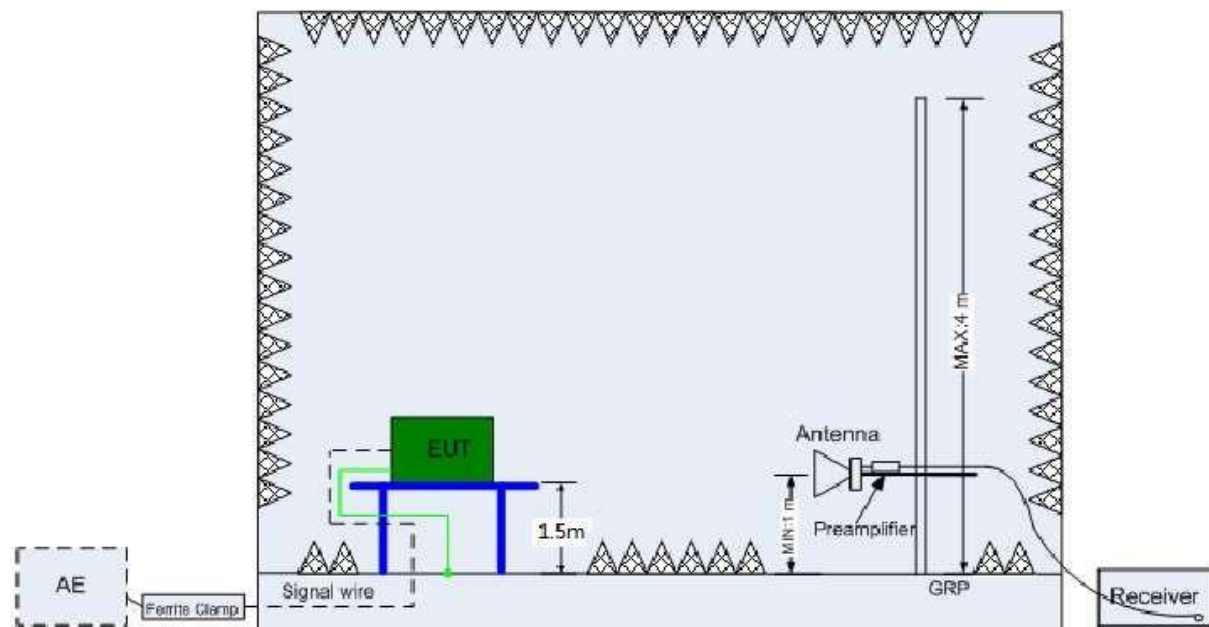 MAX:4 m
Antenna
EUT
MIN:1 m
Preamplifier
1.5m
AE
Ferrite Clamp
Signal wire
GRP
Receiver